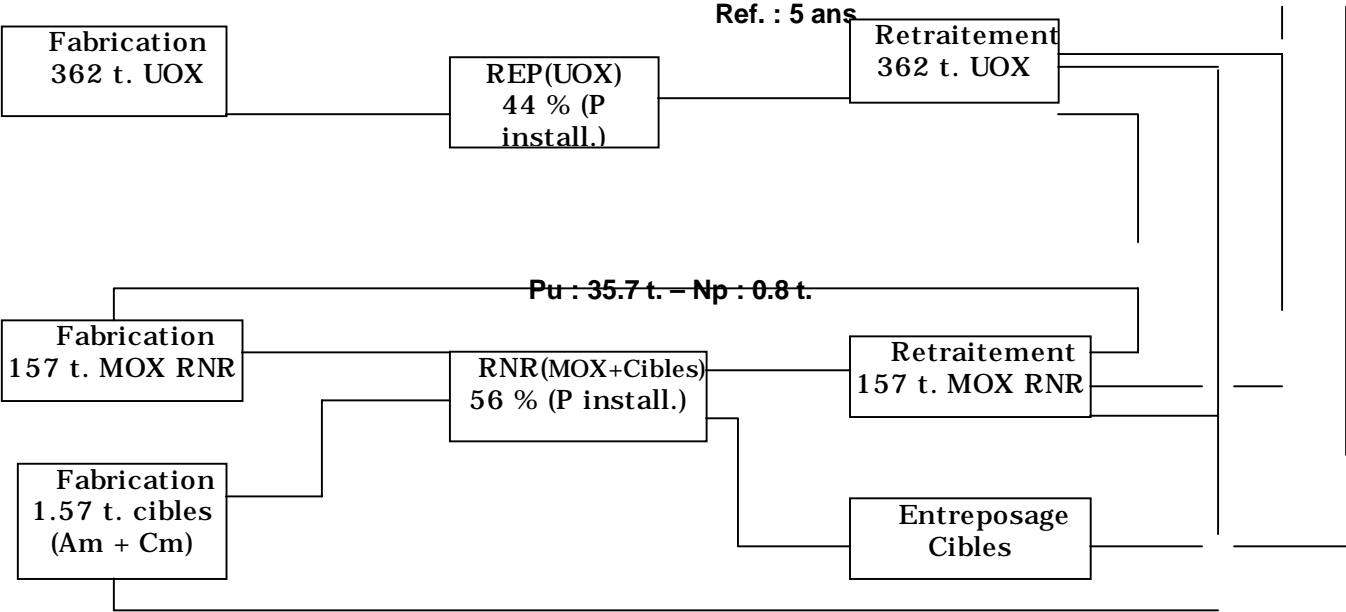 Ref. : 5 ans
Fabrication
362 t. UOX
REP(UOX)
44 % (P
install.)
Retraitement
362 t. UOX
Pu : 35.7 t. – Np : 0.8 t.
Fabrication
157 t. MOX RNR
RNR(MOX+Cibles)
56 % (P install.)
Retraitement
157 t. MOX RNR
Fabrication
1.57 t. cibles
(Am + Cm)
Entreposage
Cibles